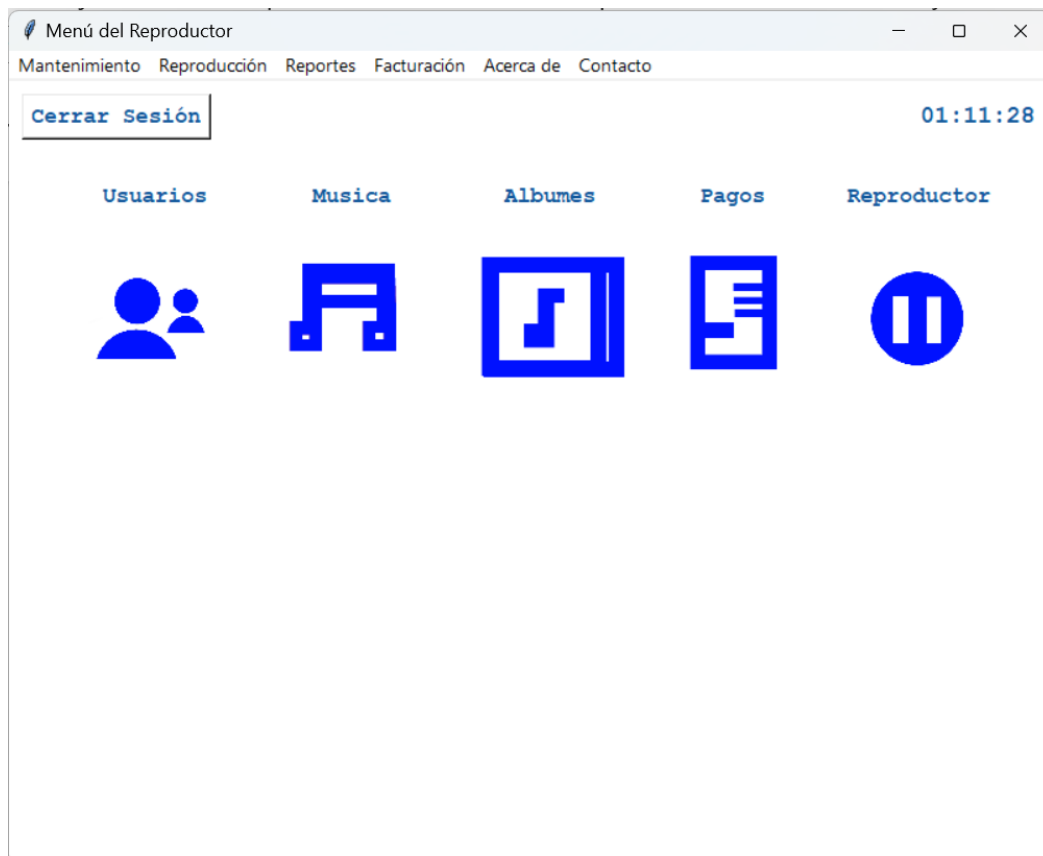 Menú del Reproductor
Mantenimiento Reproducción Reportes Facturación Acerca de Contacto
Cerrar Sesión 01:11:28
Usuarios Musica Albumes Pagos Reproductor